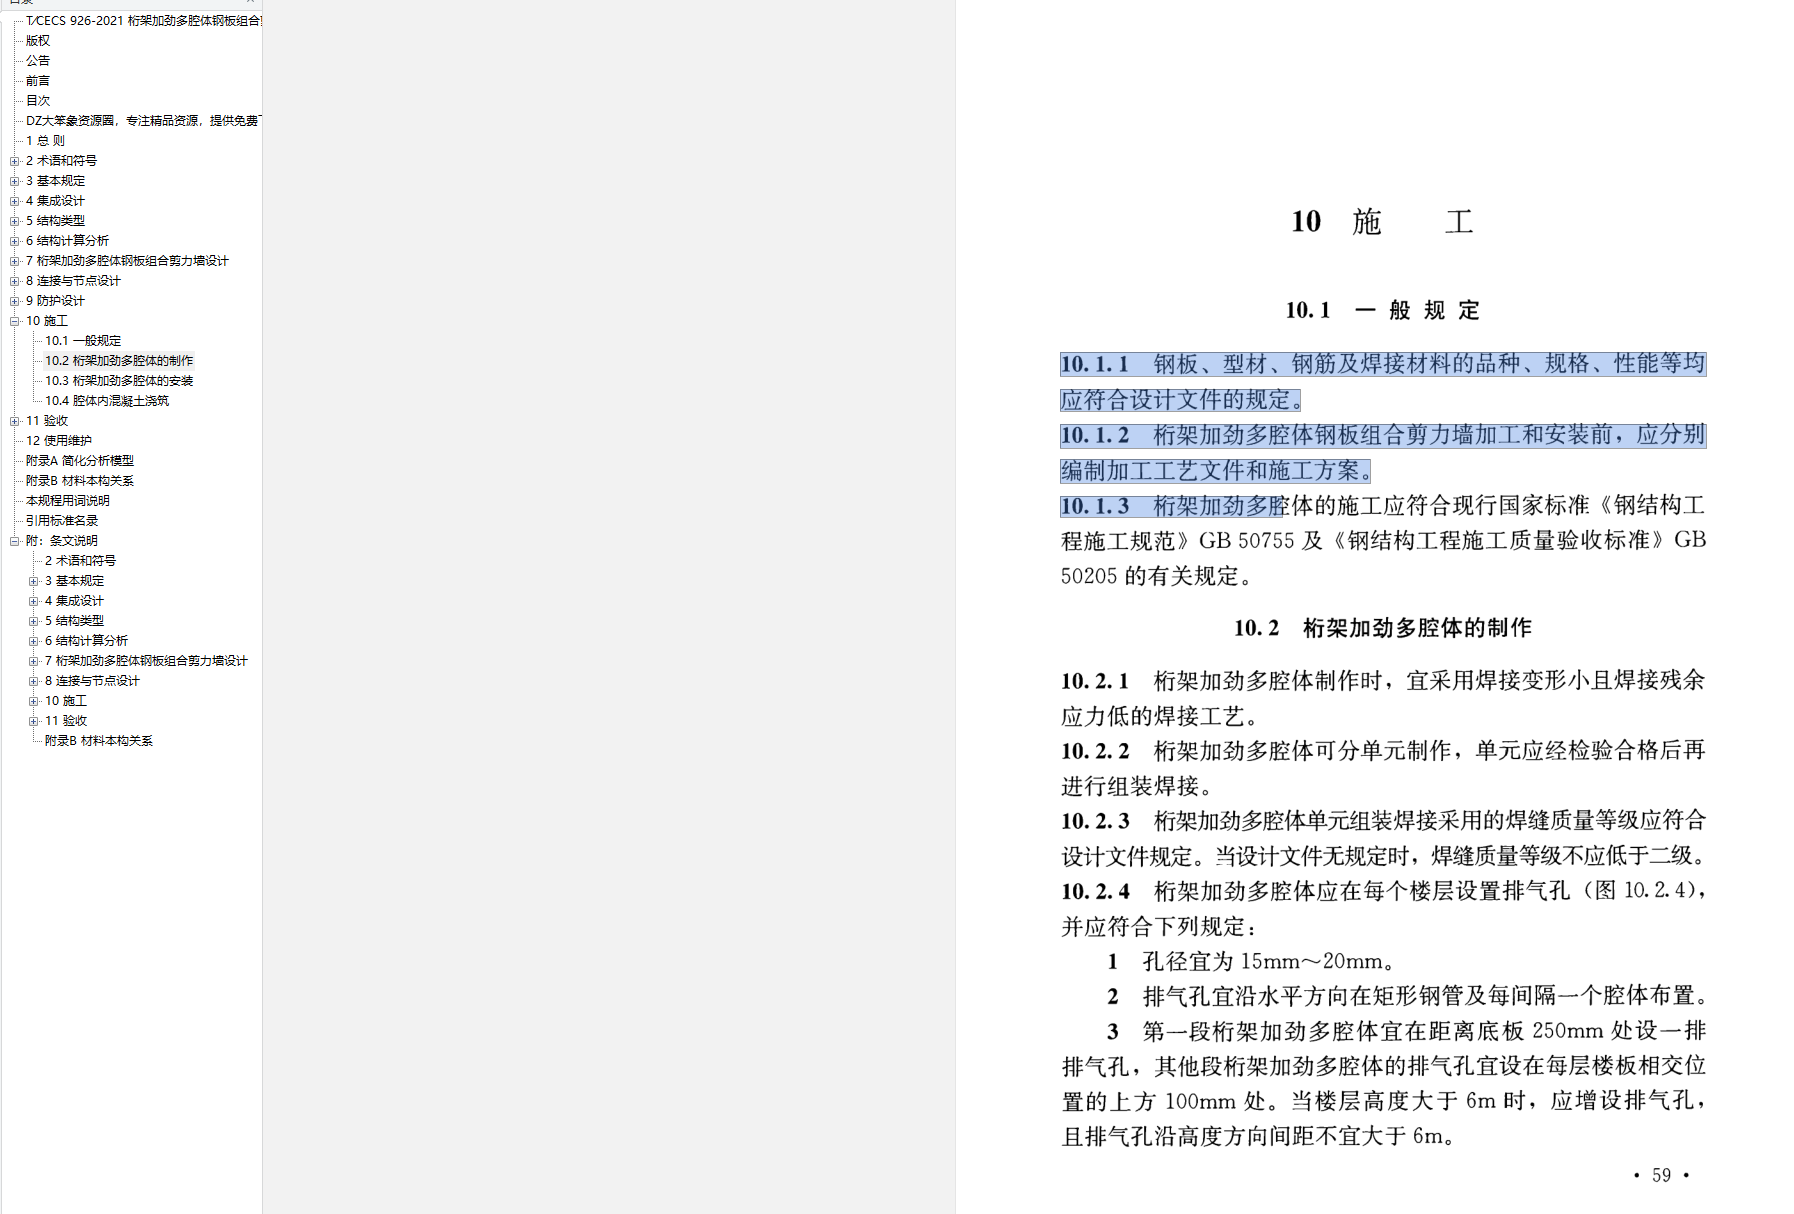 T/CECS 926-2021 桁架加劲多腔体钢板组合
版权
公告
前言
目次
DZ大笨象资源圈，专注精品资源，提供免费
1 总 则
2 术语和符号
3 基本规定
4 集成设计
5 结构类型
6 结构计算分析
7 桁架加劲多腔体钢板组合剪力墙设计
8 连接与节点设计
9 防护设计
10 施工
10.1 一般规定
10.2 桁架加劲多腔体的制作
10.3 桁架加劲多腔体的安装
10.4 腔体内混凝土浇筑
11 验收
12 使用维护
附录A 简化分析模型
附录B 材料本构关系
本规程用词说明
引用标准名录
附：条文说明
2 术语和符号
3 基本规定
4 集成设计
5 结构类型
6 结构计算分析
7 桁架加劲多腔体钢板组合剪力墙设计
8 连接与节点设计
10 施工
11 验收
附录B 材料本构关系
10 施 工
10.1 一般规定
10.1.1 钢板、型材、钢筋及焊接材料的品种、规格、性能等均
应符合设计文件的规定。
10.1.2 桁架加劲多腔体钢板组合剪力墙加工和安装前，应分别
编制加工工艺文件和施工方案。
10.1.3 桁架加劲多腔体的施工应符合现行国家标准《钢结构工
程施工规范》GB 50755 及《钢结构工程施工质量验收标准》GB
50205 的有关规定。
10.2 桁架加劲多腔体的制作
10.2.1 桁架加劲多腔体制作时，宜采用焊接变形小且焊接残余
应力低的焊接工艺。
10.2.2 桁架加劲多腔体可分单元制作，单元应经检验合格后再
进行组装焊接。
10.2.3 桁架加劲多腔体单元组装焊接采用的焊缝质量等级应符合
设计文件规定。当设计文件无规定时，焊缝质量等级不应低于二级。
10.2.4 桁架加劲多腔体应在每个楼层设置排气孔（图 10.2.4），
并应符合下列规定：
1 孔径宜为 15mm～20mm。
2 排气孔宜沿水平方向在矩形钢管及每间隔一个腔体布置。
3 第一段桁架加劲多腔体宜在距离底板 250mm 处设一排
排气孔，其他段桁架加劲多腔体的排气孔宜设在每层楼板相交位
置的上方 100mm 处。当楼层高度大于 6m 时，应增设排气孔，
且排气孔沿高度方向间距不宜大于 6m。
• 59 •